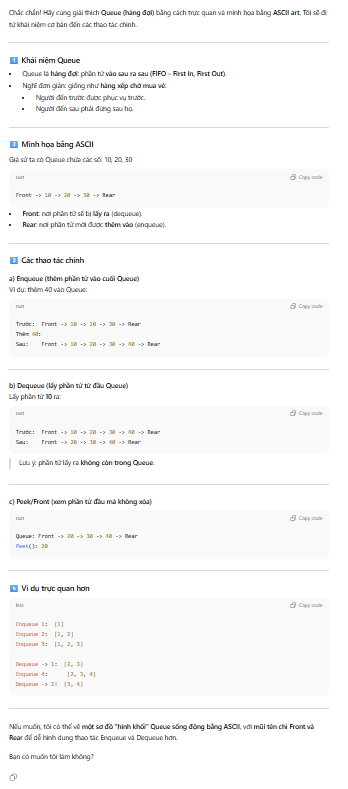 Chắc chắn! Hãy cùng giải thích Queue (hàng đợi) bằng cách trực quan và minh họa bằng ASCII art. Tôi sẽ đi
từ khái niệm cơ bản đến các thao tác chính.
1 Khái niệm Queue
• Queue là hàng đợi: phần tử vào sau ra sau (FIFO – First In, First Out).
• Nghĩ đơn giản: giống như hàng xếp chờ mua vé:
• Người đến trước được phục vụ trước.
• Người đến sau phải đứng sau họ.
2 Minh họa bằng ASCII
Giả sử ta có Queue chứa các số: 10, 20, 30
rust
Copy code
Front -> 10 -> 20 -> 30 -> Rear
• Front: nơi phần tử sẽ bị lấy ra (dequeue).
• Rear: nơi phần tử mới được thêm vào (enqueue).
3 Các thao tác chính
a) Enqueue (thêm phần tử vào cuối Queue)
Ví dụ: thêm 40 vào Queue:
rust
Copy code
Trước: Front -> 10 -> 20 -> 30 -> Rear
Thêm 40:
Sau: Front -> 10 -> 20 -> 30 -> 40 -> Rear
b) Dequeue (lấy phần tử từ đầu Queue)
Lấy phần tử 10 ra:
rust
Copy code
Trước: Front -> 10 -> 20 -> 30 -> 40 -> Rear
Sau: Front -> 20 -> 30 -> 40 -> Rear
Lưu ý: phần tử lấy ra không còn trong Queue.
c) Peek/Front (xem phần tử đầu mà không xóa)
rust
Copy code
Queue: Front -> 20 -> 30 -> 40 -> Rear
Peek(): 20
Ví dụ trực quan hơn
less
Copy code
Enqueue 1: [1]
Enqueue 2: [1, 2]
Enqueue 3: [1, 2, 3]
Dequeue -> 1: [2, 3]
Enqueue 4: [2, 3, 4]
Dequeue -> 2: [3, 4]
Nếu muốn, tôi có thể vẽ một sơ đồ "hình khối" Queue sống động bằng ASCII, với mũi tên chỉ Front và
Rear để dễ hình dung thao tác Enqueue và Dequeue hơn.
Bạn có muốn tôi làm không?